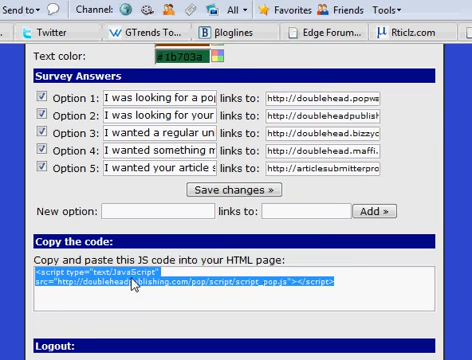 Send to Channel: All Favorites Friends Tools
Twitter GTrends To... Bloglines Edge Forum... Rticlz.com
Text color: #1b703a
Survey Answers
Option 1: I was looking for a pop links to: http://doublehead.popwa
Option 2: I was looking for your links to: http://doubleheadpublish
Option 3: I wanted a regular un links to: http://doublehead.bizzyc
Option 4: I wanted something m links to: http://doublehead.maffi.
Option 5: I wanted your article s links to: http://articlesubmitterpro
Save changes »
New option: links to: Add »
Copy the code:
Copy and paste this JS code into your HTML page:
<script type="text/JavaScript"
src="http://doubleheadpublishing.com/pop/script/script_pop.js"></script>
Logout: